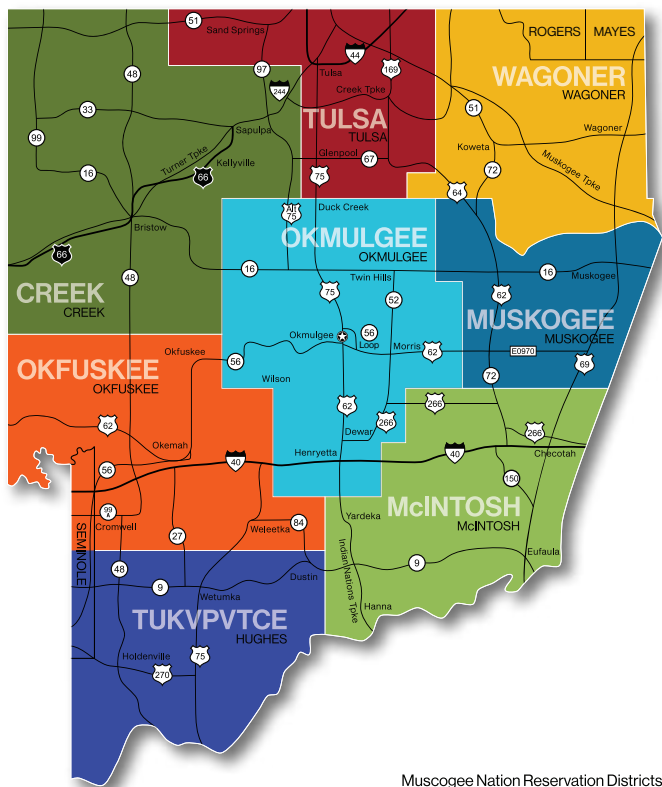 51
Sand Springs
48
44
ROGERS
MAYES
97
Tulsa
169
WAGONER
WAGONER
244
Creek Tpke
33
51
99
Sapulpa
TULSA
TULSA
Wagoner
Turner Tpke
Kellyville
Glenpool
67
Koweta
16
66
75
72
Muskogee Tpke
64
Alt
75
Duck Creek
Bristow
OKMULGEE
OKMULGEE
66
16
Twin Hills
16
Muskogee
48
75
62
CREEK
CREEK
52
MUSKOGEE
MUSKOGEE
Okmulgee
56
Loop
Okfuskee
56
Morris
62
E0970
OKFUSKEE
OKFUSKEE
69
Wilson
72
62
266
62
266
Dewar
266
Okemah
Henryetta
40
40
Checotah
56
150
99
A
McINTOSH
McINTOSH
Cromwell
84
Yardeka
27
Weleetka
SEMINOLE
Eufaula
48
9
Indian Nations Tpke
9
Dustin
Wetumka
Hanna
TUKVPVTCE
HUGHES
Holdenville
75
270
Muscogee Nation Reservation Districts